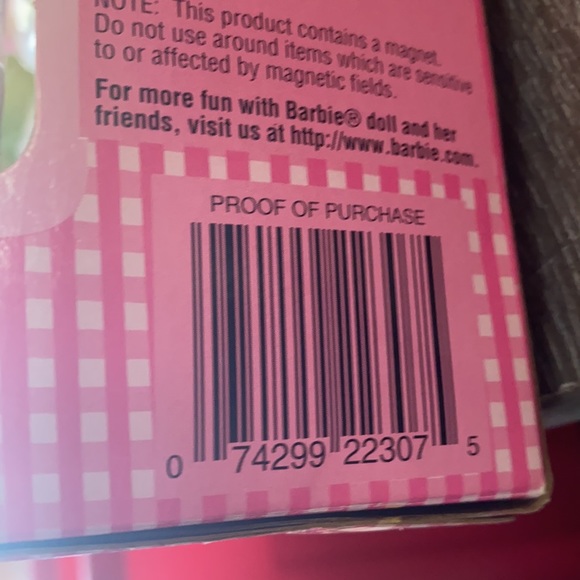 NOTE: This product contains a magnet.
Do not use around items which are sensitive
to or affected by magnetic fields.
For more fun with Barbie® doll and her
friends, visit us at http://www.barbie.com.
PROOF OF PURCHASE
0 74299 22307 5